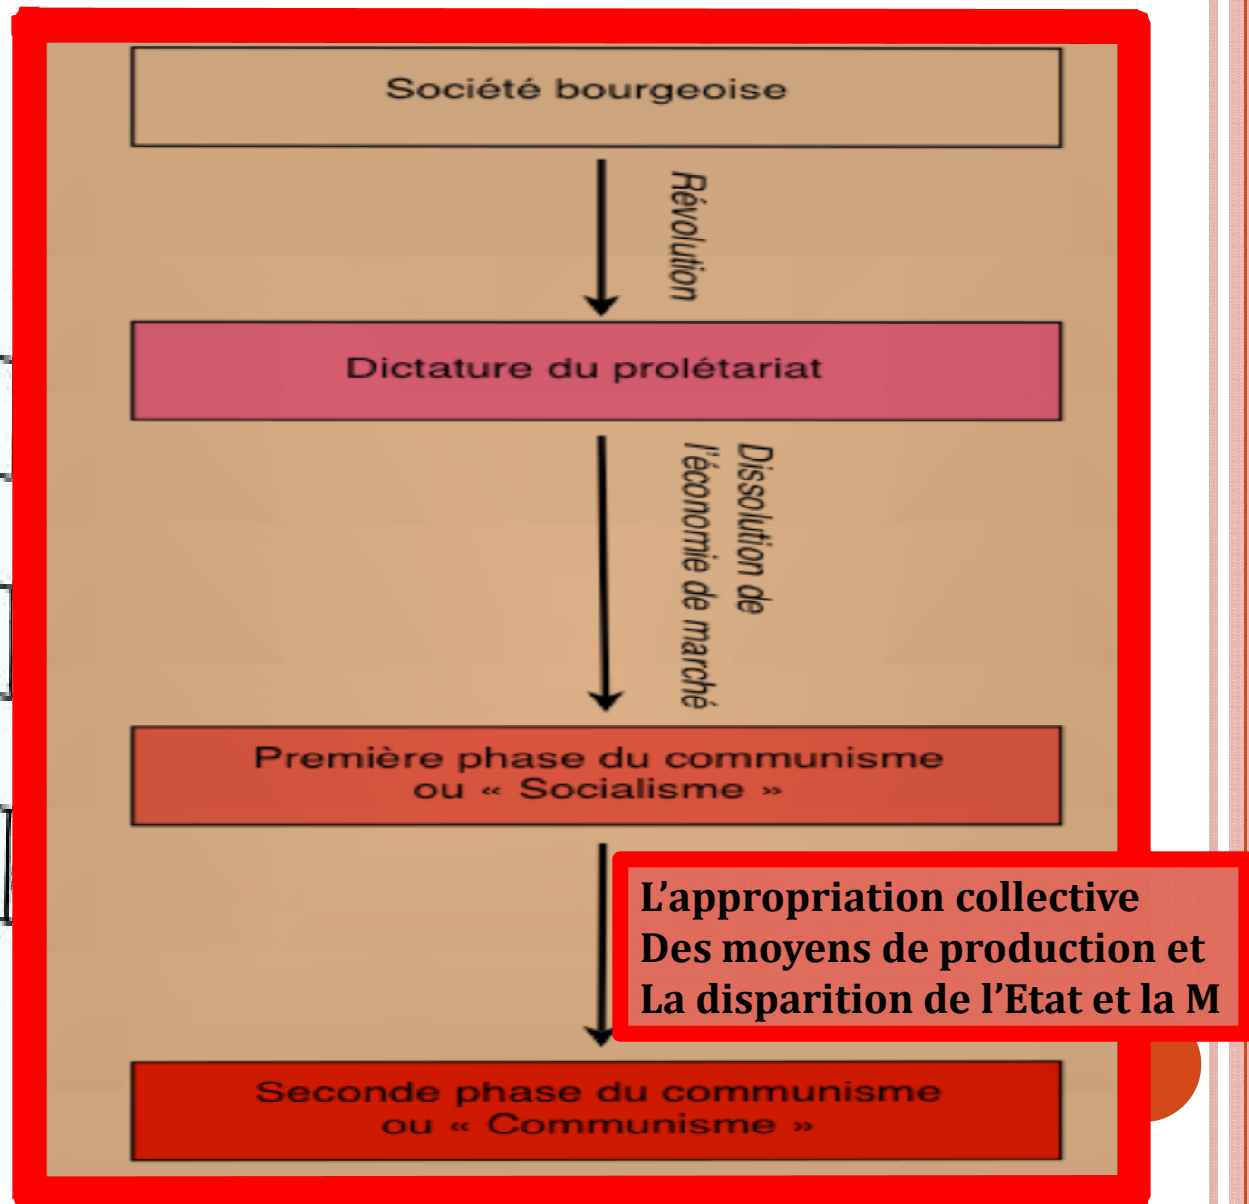 Société bourgeoise
Révolution
Dictature du prolétariat
Dissolution de
l'économie de marché
Première phase du communisme
ou « Socialisme »
L’appropriation collective
Des moyens de production et
La disparition de l’Etat et la M
Seconde phase du communisme
ou « Communisme »